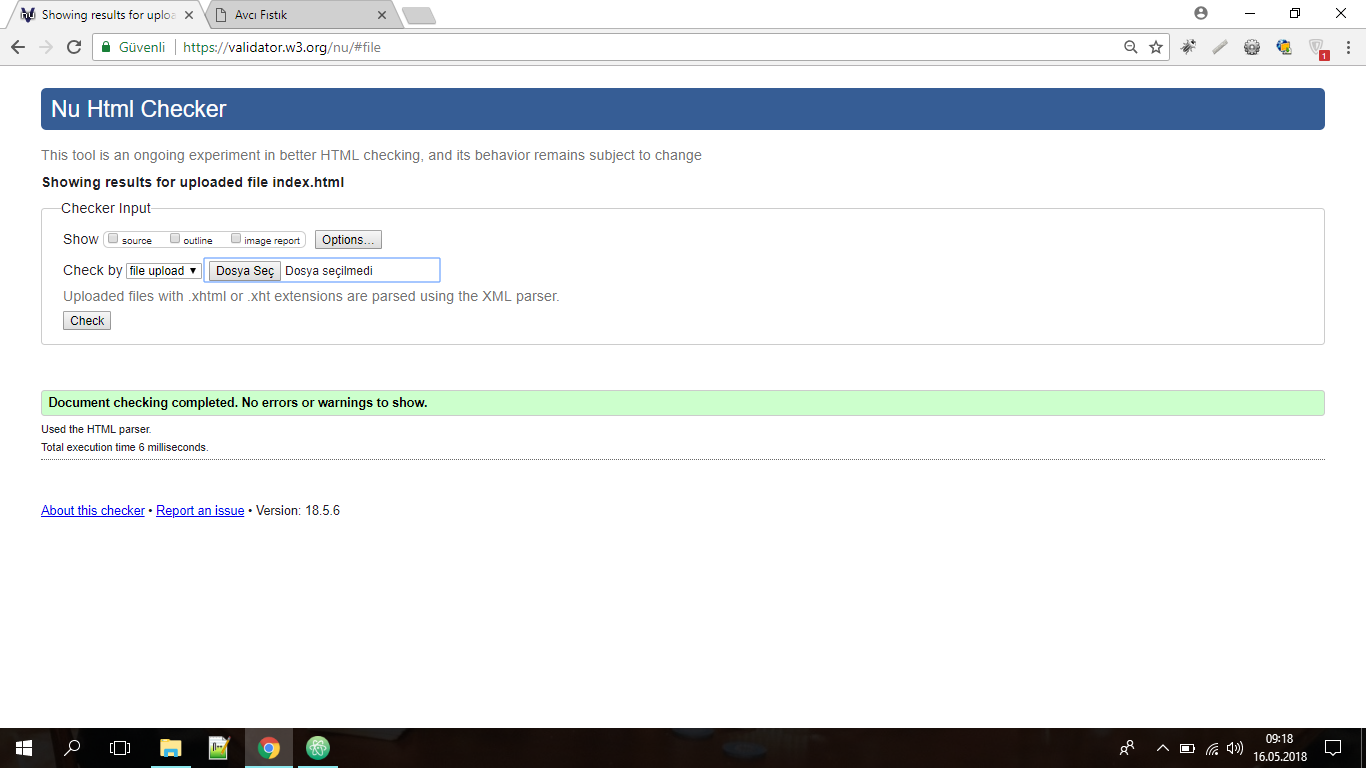 Showing results for uploa
Avcı Fıstık
Güvenli
https://validator.w3.org/nu/#file
1
Nu Html Checker
This tool is an ongoing experiment in better HTML checking, and its behavior remains subject to change
Showing results for uploaded file index.html
Checker Input
Show source outline image report Options...
Check by file upload Dosya Seç Dosya seçilmedi
Uploaded files with .xhtml or .xht extensions are parsed using the XML parser.
Check
Document checking completed. No errors or warnings to show.
Used the HTML parser.
Total execution time 6 milliseconds.
About this checker • Report an issue • Version: 18.5.6
09:18
16.05.2018